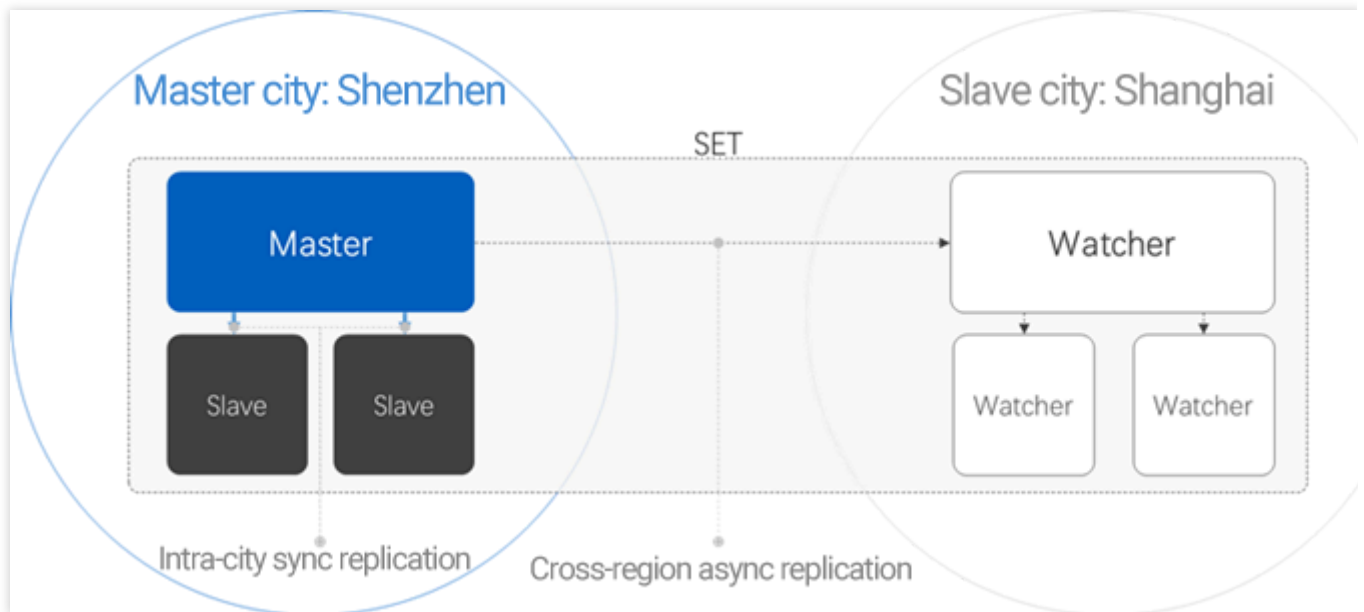 Master city: Shenzhen
Slave city: Shanghai
SET
Master
Watcher
Slave
Slave
Watcher
Watcher
Intra-city sync replication
Cross-region async replication